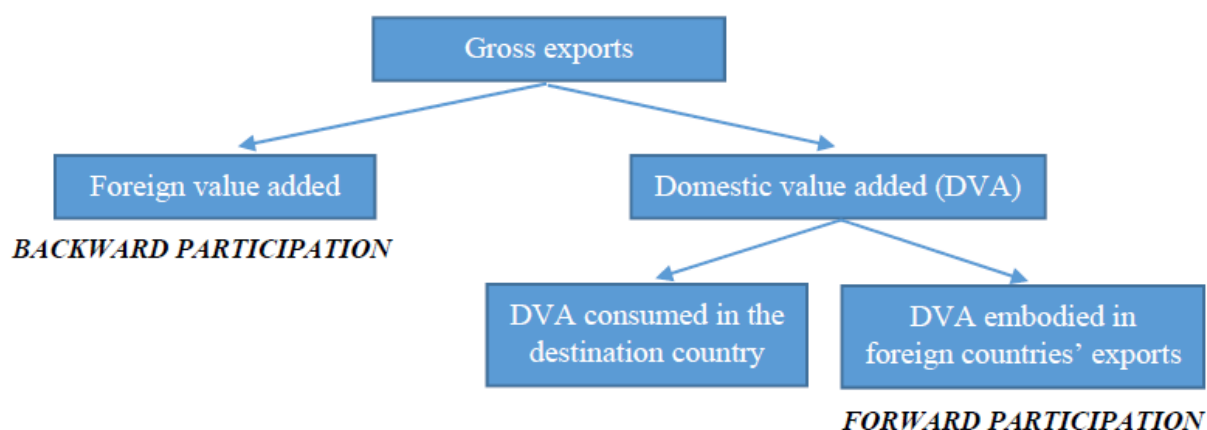 Gross exports
Foreign value added
Domestic value added (DVA)
BACKWARD PARTICIPATION
DVA consumed in the
destination country
DVA embodied in
foreign countries’ exports
FORWARD PARTICIPATION